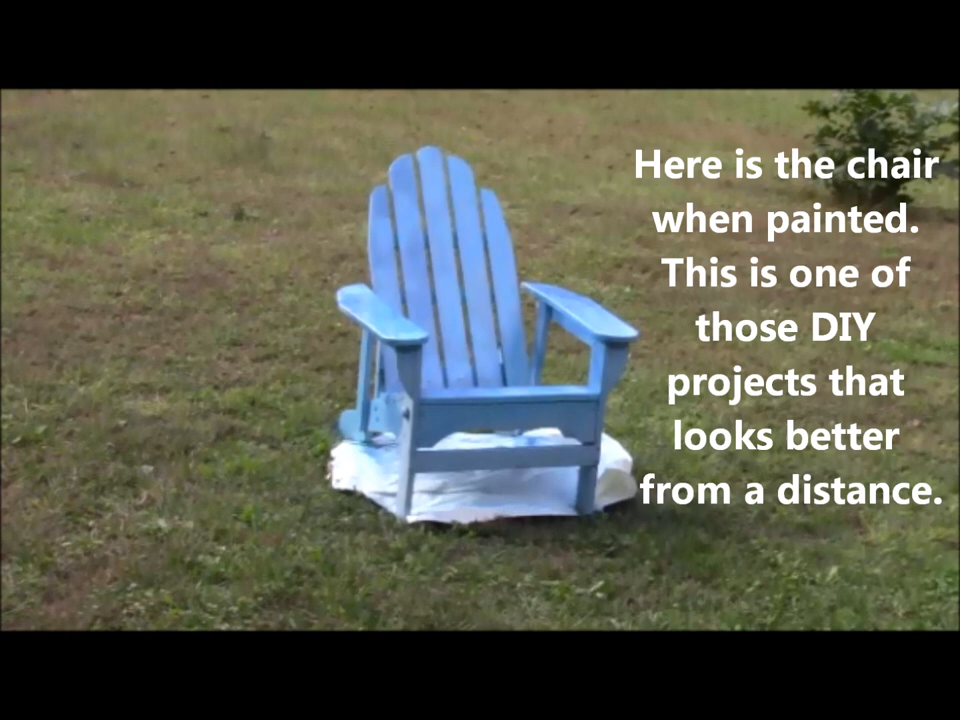 Here is the chair
when painted.
This is one of
those DIY
projects that
looks better
from a distance.